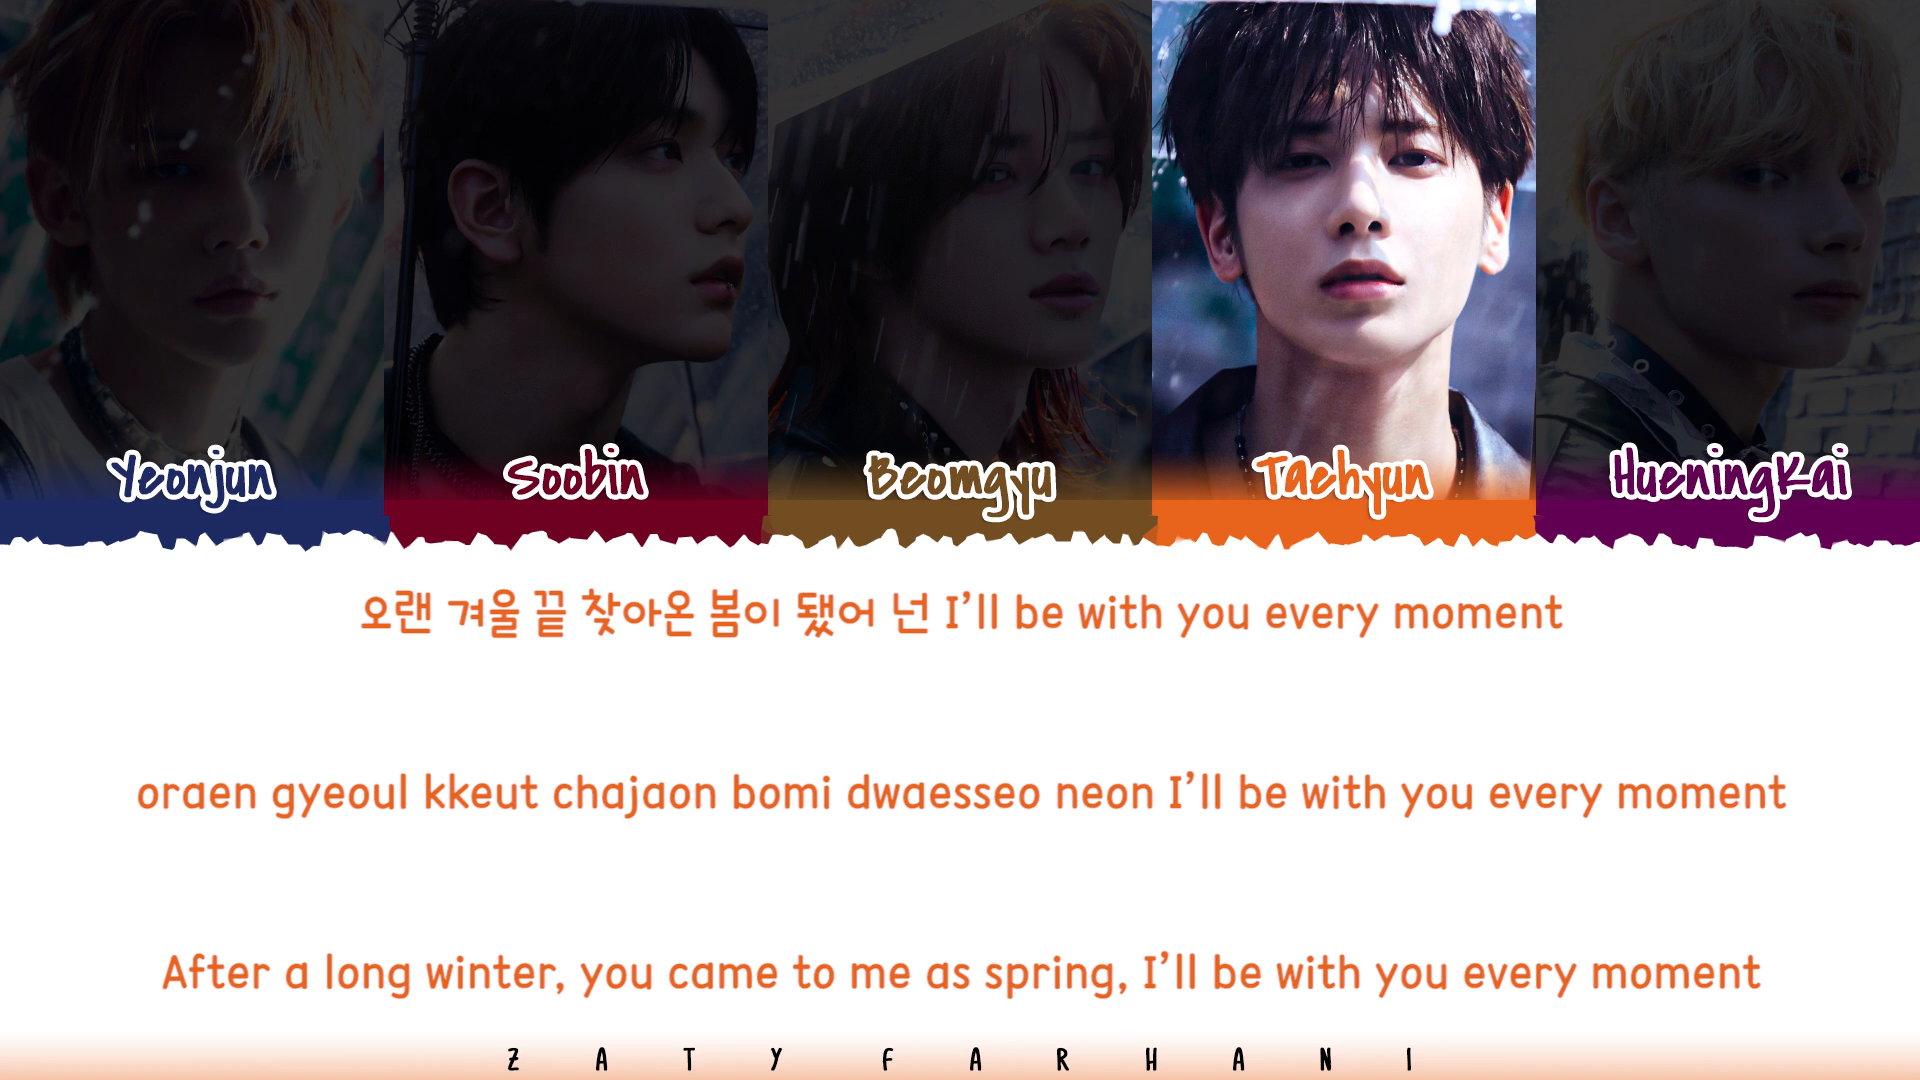 Yeonjun
Soobin
Beomgyu
Taehyun
HueningKai
오랜 겨울 끝 찾아온 봄이 됐어 넌 I'll be with you every moment
oraen gyeoul kkeut chajaon bomi dwaesseo neon I'll be with you every moment
After a long winter, you came to me as spring, I'll be with you every moment
ZATY FARHANI